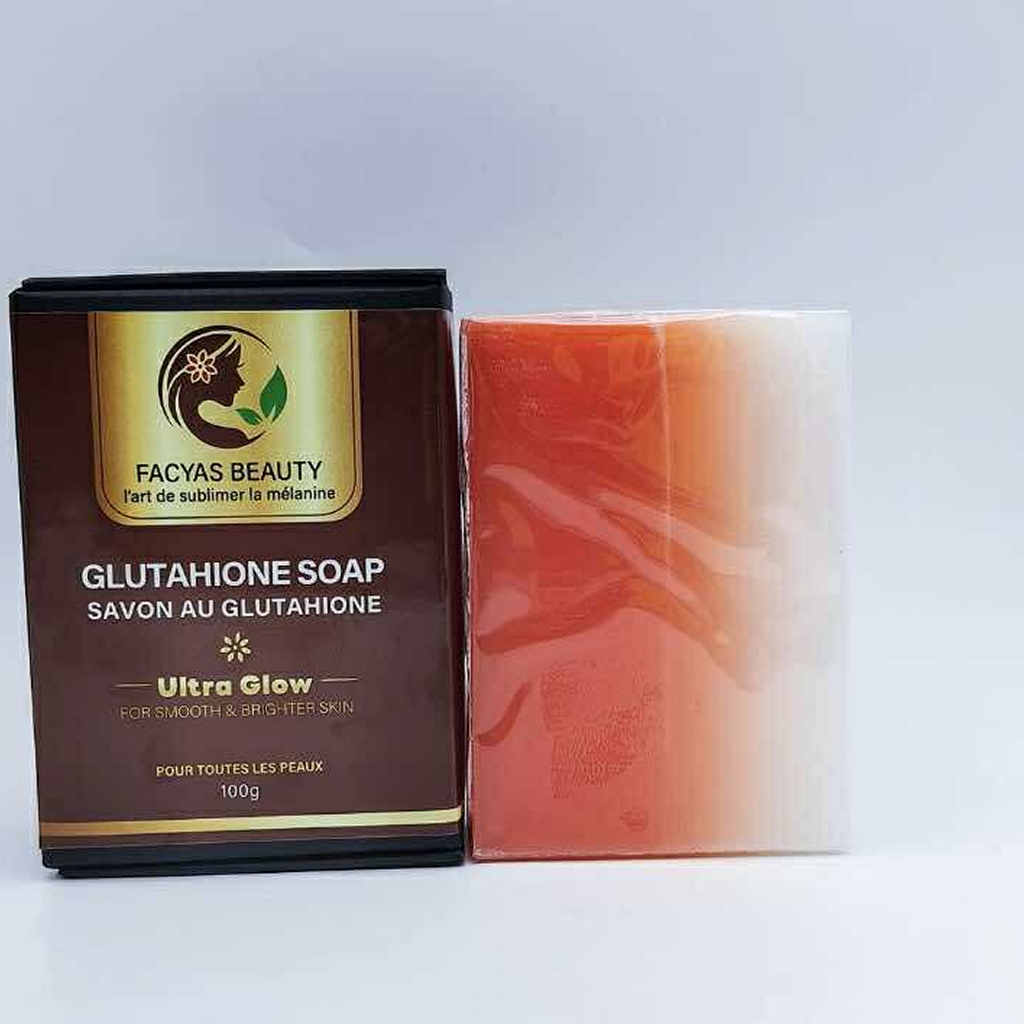 FACYAS BEAUTY
l'art de sublimer la mélanine
GLUTAHIONE SOAP
SAVON AU GLUTAHIONE
Ultra Glow
FOR SMOOTH & BRIGHTER SKIN
POUR TOUTES LES PEAUX
100g